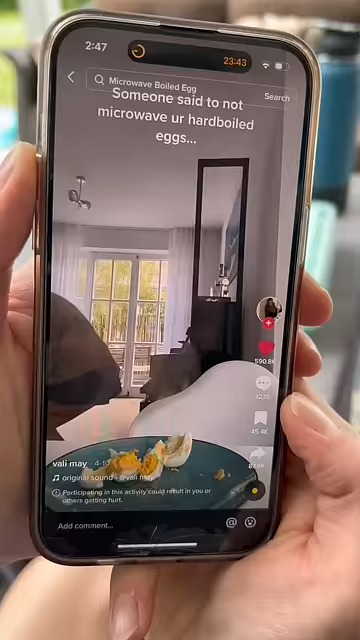 2:47
23:43
Microwave Boiled Egg
Search
Someone said to not
microwave ur hardboiled
eggs...
590.8K
45.4K
vali may · 4-10
original sound - @vali may
Participating in this activity could result in you or
others getting hurt.
Add comment...
@